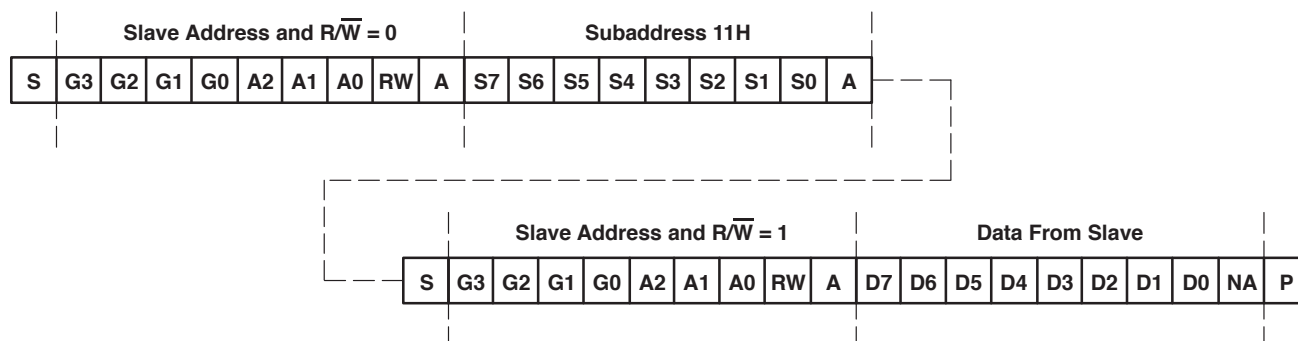 Slave Address and R/W̅ = 0 Subaddress 11H
S G3 G2 G1 G0 A2 A1 A0 RW A S7 S6 S5 S4 S3 S2 S1 S0 A
Slave Address and R/W̅ = 1 Data From Slave
S G3 G2 G1 G0 A2 A1 A0 RW A D7 D6 D5 D4 D3 D2 D1 D0 NA P